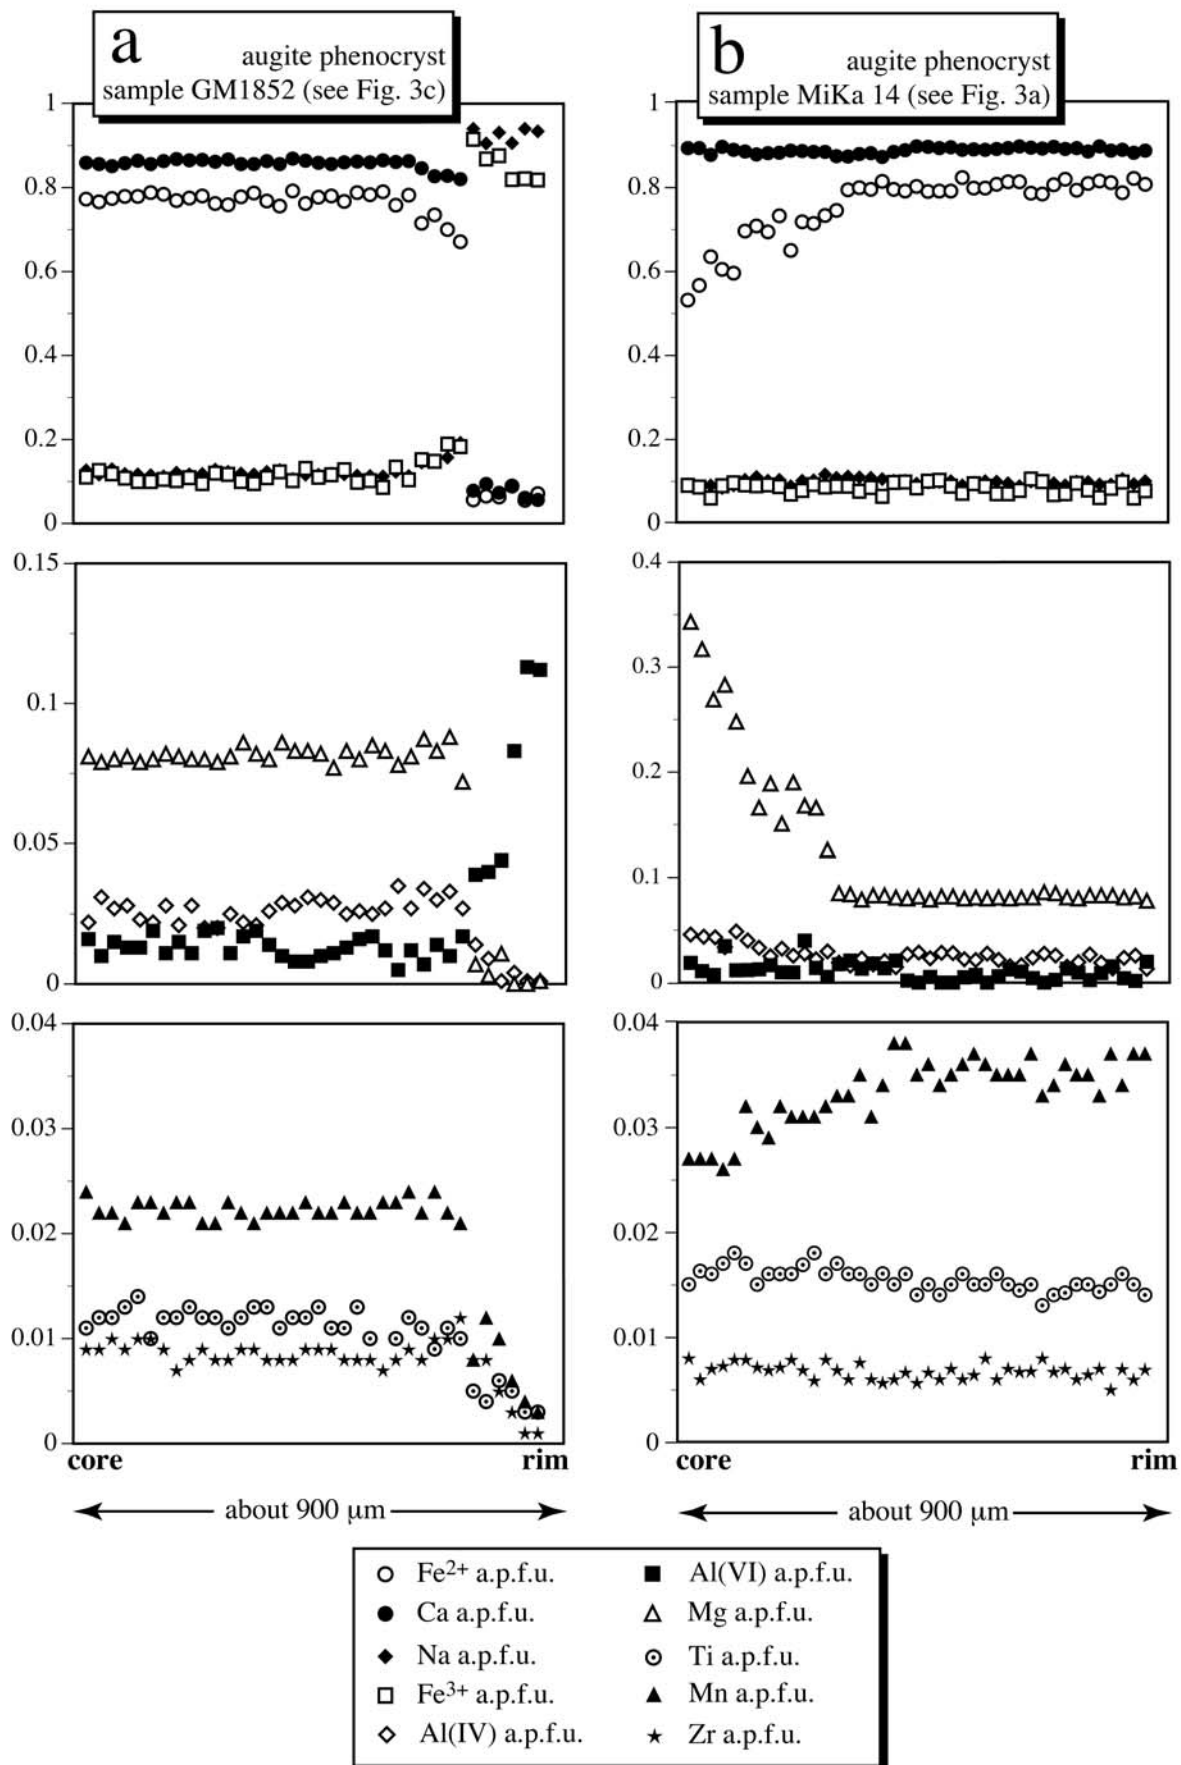 a
augite phenocryst
sample GM1852 (see Fig. 3c)
1
0.8
0.6
0.4
0.2
0
0.15
0.1
0.05
0
0.04
0.03
0.02
0.01
0
core rim
about 900 µm
b
augite phenocryst
sample MiKa 14 (see Fig. 3a)
1
0.8
0.6
0.4
0.2
0
0.4
0.3
0.2
0.1
0
0.04
0.03
0.02
0.01
0
core rim
about 900 µm
Fe2+ a.p.f.u.
Ca a.p.f.u.
Na a.p.f.u.
Fe3+ a.p.f.u.
Al(IV) a.p.f.u.
Al(VI) a.p.f.u.
Mg a.p.f.u.
Ti a.p.f.u.
Mn a.p.f.u.
Zr a.p.f.u.